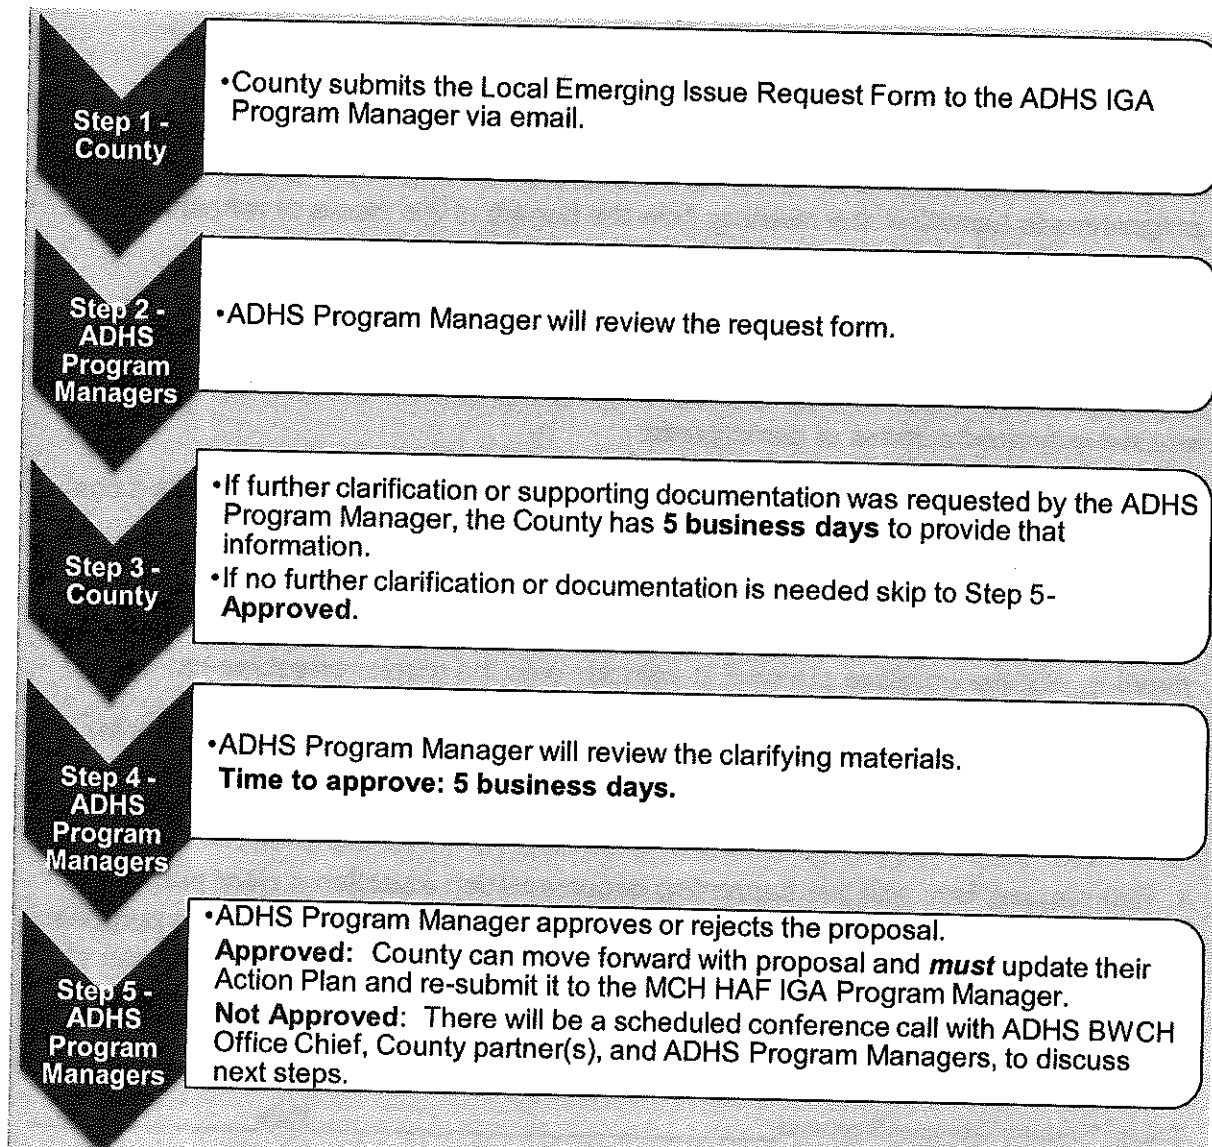 Step 1 -
County
•County submits the Local Emerging Issue Request Form to the ADHS IGA
Program Manager via email.
Step 2 -
ADHS
Program
Managers
•ADHS Program Manager will review the request form.
Step 3 -
County
•If further clarification or supporting documentation was requested by the ADHS
Program Manager, the County has 5 business days to provide that
information.
•If no further clarification or documentation is needed skip to Step 5-
Approved.
Step 4 -
ADHS
Program
Managers
•ADHS Program Manager will review the clarifying materials.
Time to approve: 5 business days.
Step 5 -
ADHS
Program
Managers
•ADHS Program Manager approves or rejects the proposal.
Approved: County can move forward with proposal and must update their
Action Plan and re-submit it to the MCH HAF IGA Program Manager.
Not Approved: There will be a scheduled conference call with ADHS BWCH
Office Chief, County partner(s), and ADHS Program Managers, to discuss
next steps.